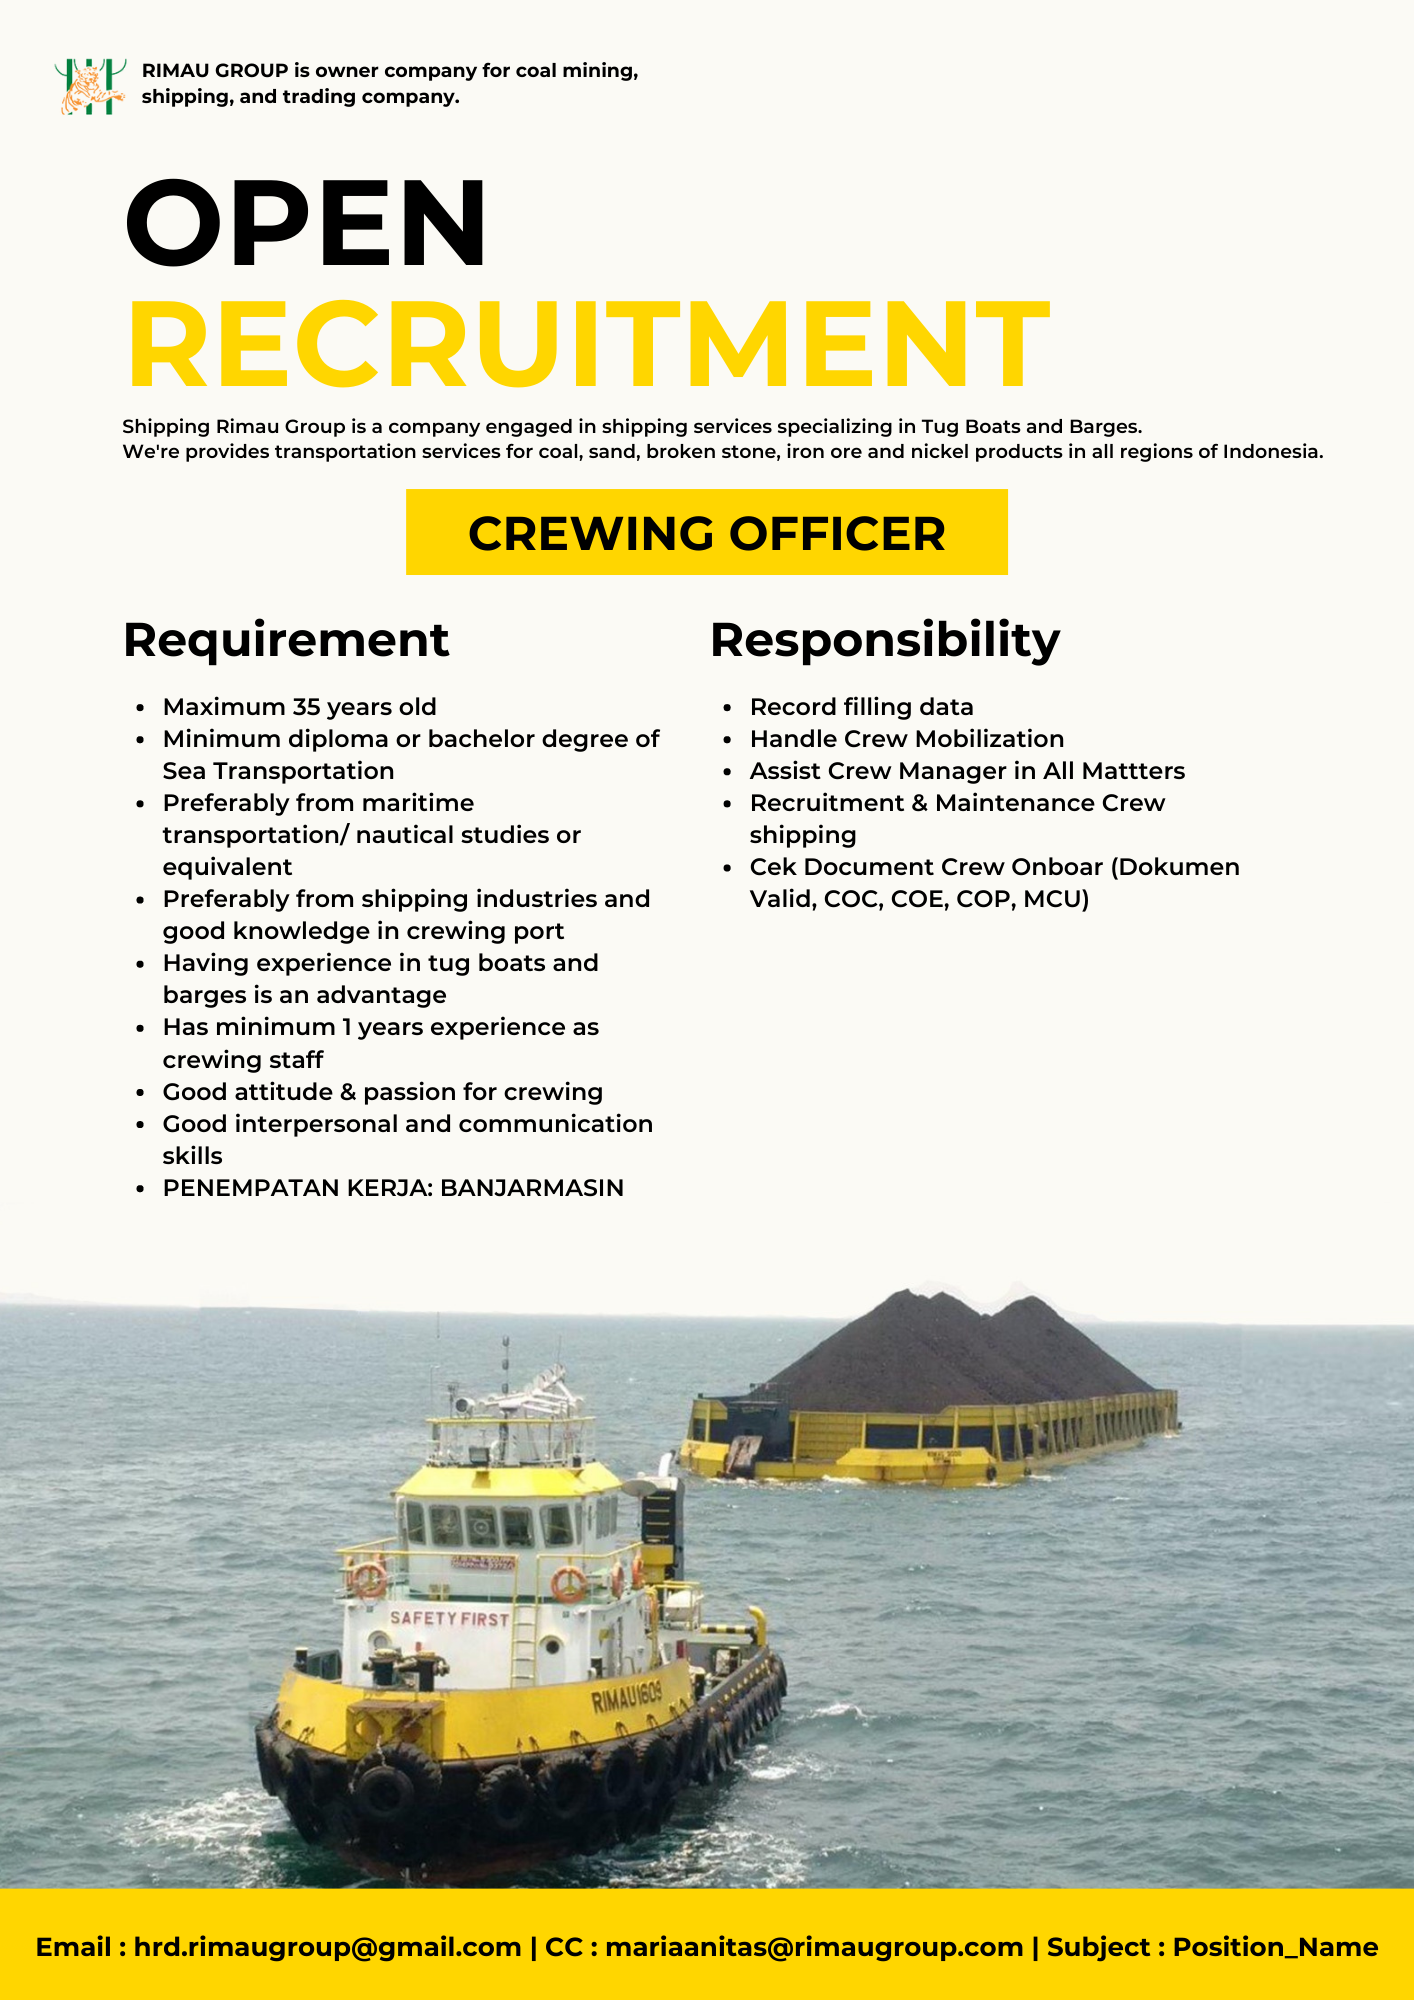 RIMAU GROUP is owner company for coal mining,
shipping, and trading company.
OPEN
RECRUITMENT
Shipping Rimau Group is a company engaged in shipping services specializing in Tug Boats and Barges.
We're provides transportation services for coal, sand, broken stone, iron ore and nickel products in all regions of Indonesia.
CREWING OFFICER
Requirement
• Maximum 35 years old
• Minimum diploma or bachelor degree of
Sea Transportation
• Preferably from maritime
transportation/ nautical studies or
equivalent
• Preferably from shipping industries and
good knowledge in crewing port
• Having experience in tug boats and
barges is an advantage
• Has minimum 1 years experience as
crewing staff
• Good attitude & passion for crewing
• Good interpersonal and communication
skills
• PENEMPATAN KERJA: BANJARMASIN
Responsibility
• Record filling data
• Handle Crew Mobilization
• Assist Crew Manager in All Mattters
• Recruitment & Maintenance Crew
shipping
• Cek Document Crew Onboar (Dokumen
Valid, COC, COE, COP, MCU)
SAFETY FIRST
RIMAU 1609
Email : hrd.rimaugroup@gmail.com | CC : mariaanitas@rimaugroup.com | Subject : Position_Name